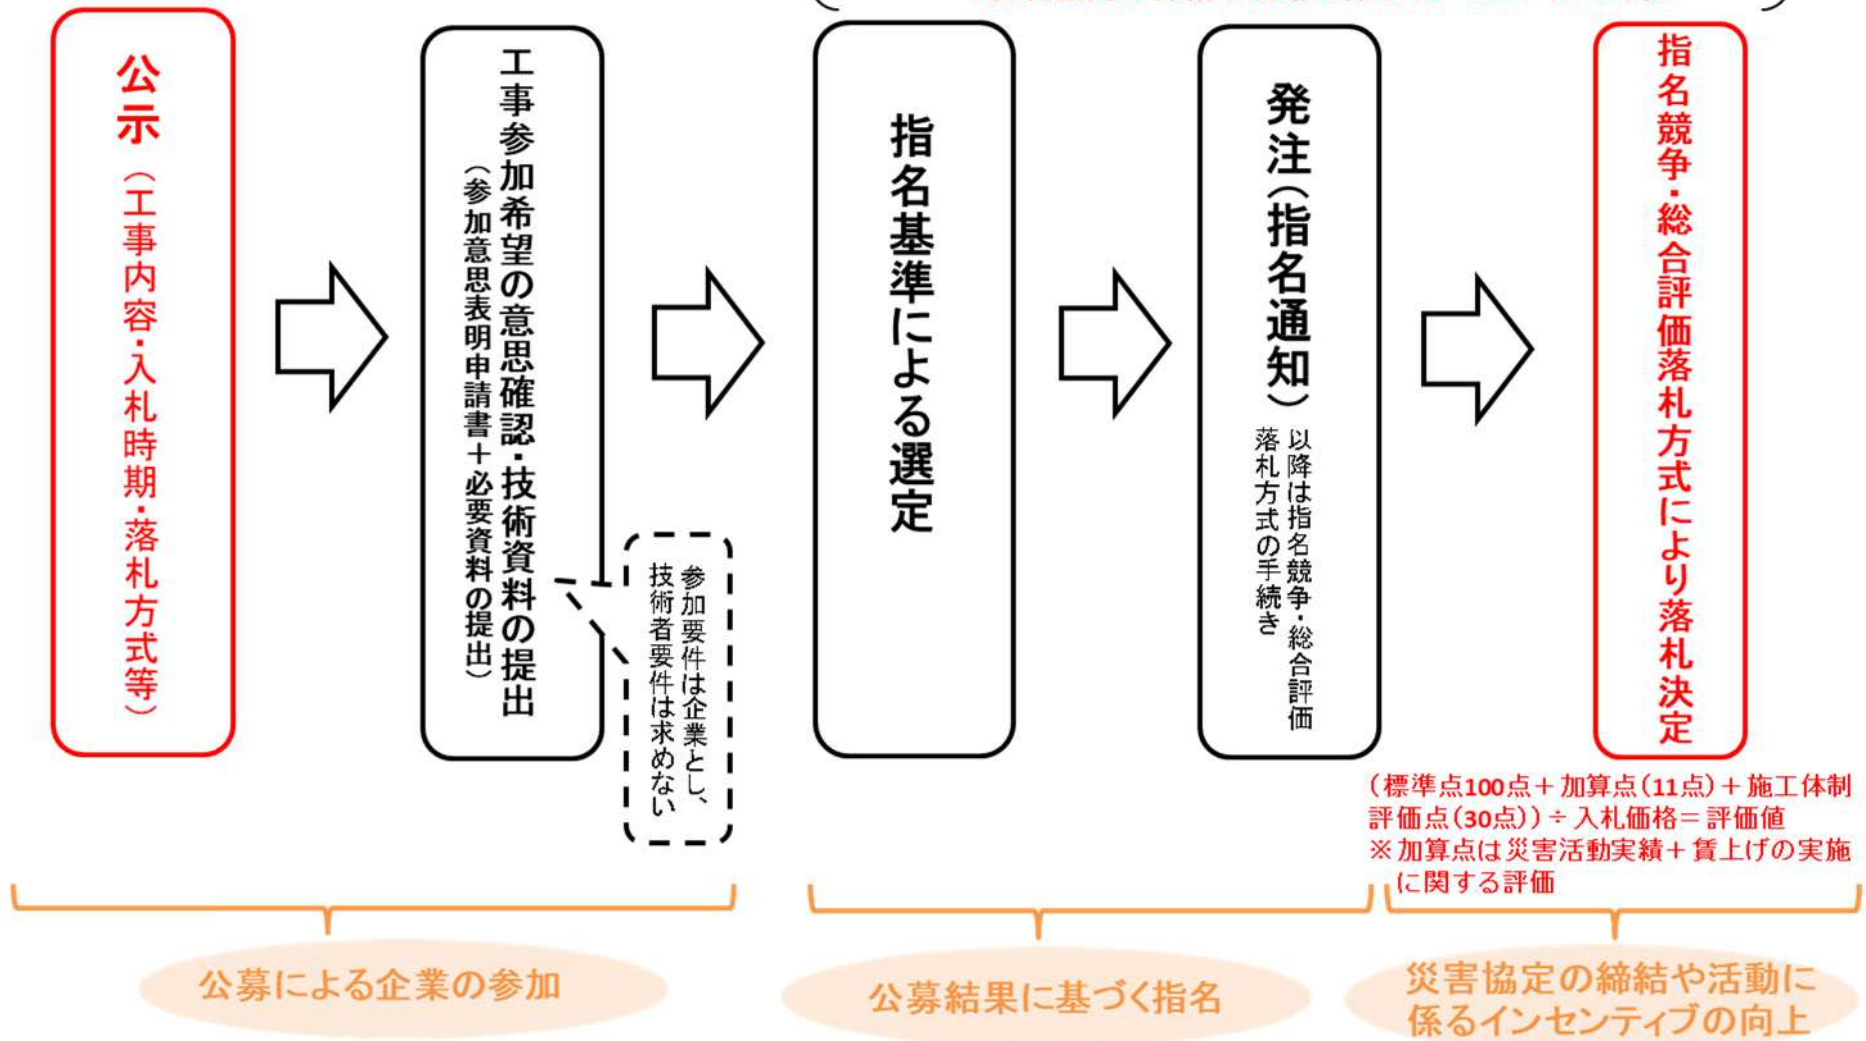 公示（工事内容・入札時期・落札方式等）
工事参加希望の意思確認・技術資料の提出
（参加意思表明申請書＋必要資料の提出）
参加要件は企業とし、
技術者要件は求めない
指名基準による選定
発注（指名通知）
以降は指名競争・総合評価
落札方式の手続き
指名競争・総合評価落札方式により落札決定
（標準点100点＋加算点（11点）＋施工体制
評価点（30点））÷入札価格＝評価値
※加算点は災害活動実績＋賃上げの実施
に関する評価
公募による企業の参加
公募結果に基づく指名
災害協定の締結や活動に
係るインセンティブの向上